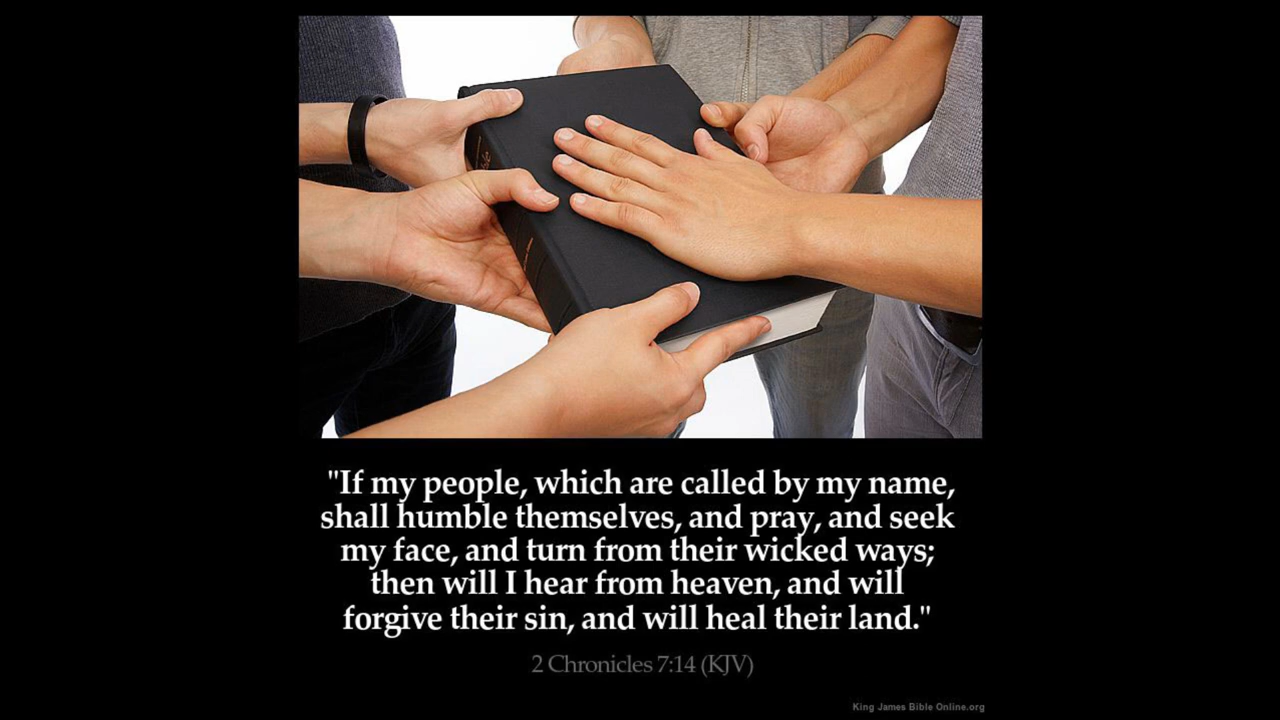 "If my people, which are called by my name,
shall humble themselves, and pray, and seek
my face, and turn from their wicked ways;
then will I hear from heaven, and will
forgive their sin, and will heal their land."
2 Chronicles 7:14 (KJV)
King James Bible Online.org